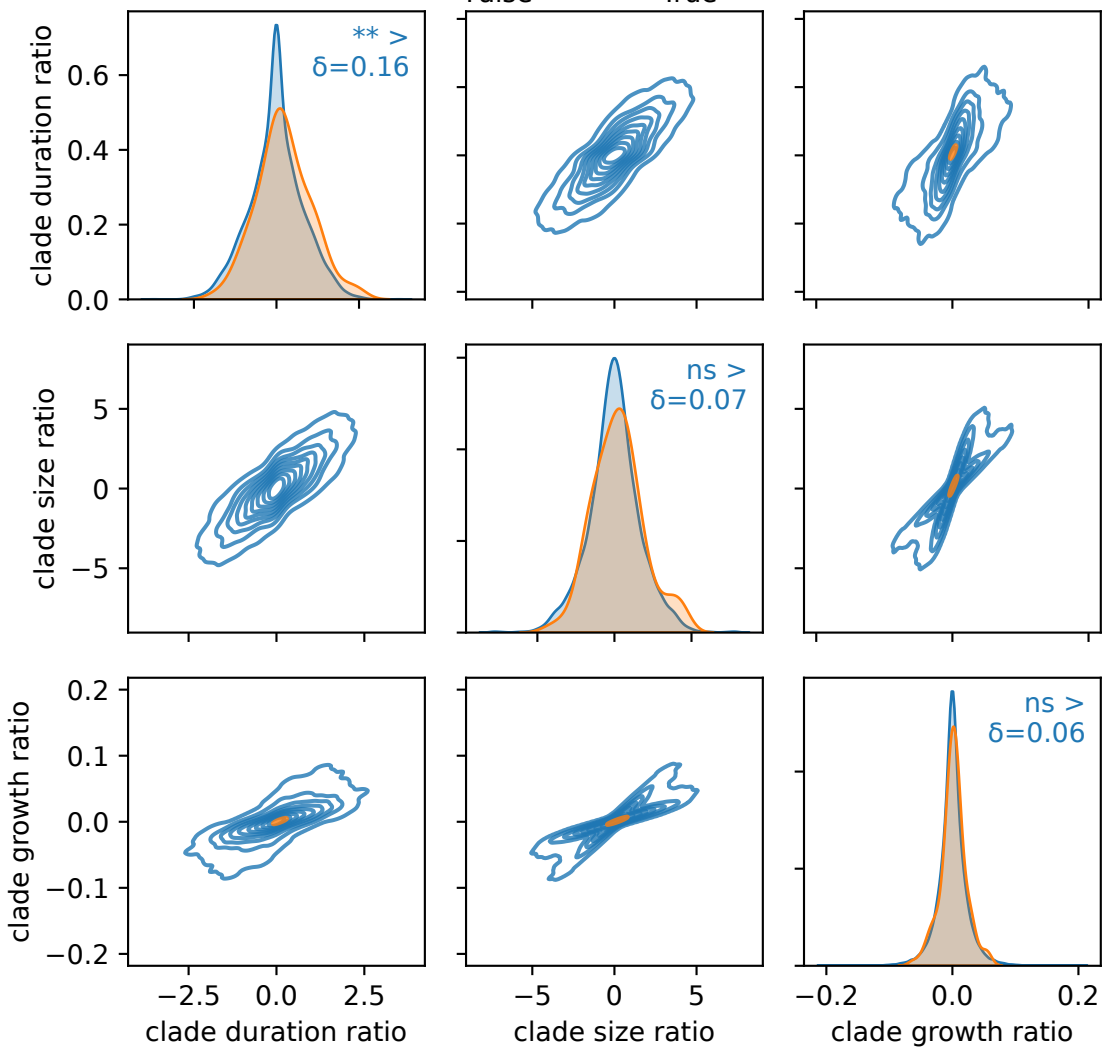 False True
clade duration ratio
0.6
0.4
0.2
0.0
** >
δ=0.16
clade size ratio
5
0
−5
ns >
δ=0.07
clade growth ratio
0.2
0.1
0.0
−0.1
−0.2
ns >
δ=0.06
−2.5 0.0 2.5
−5 0 5
−0.2 0.0 0.2
clade duration ratio
clade size ratio
clade growth ratio